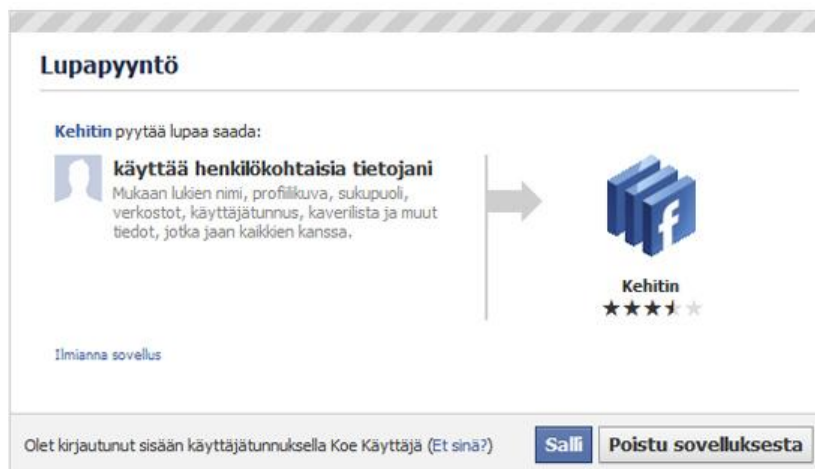 Lupapyyntö
Kehitin pyytää lupaa saada:
käyttää henkilökohtaisia tietojani
Mukaan lukien nimi, profiilikuva, sukupuoli,
verkostot, käyttäjätunnus, kaverilista ja muut
tiedot, jotka jaan kaikkien kanssa.
f
Kehitin
Ilmianna sovellus
Olet kirjautunut sisään käyttäjätunnuksella Koe Käyttäjä (Et sinä?)
Salli
Poistu sovelluksesta